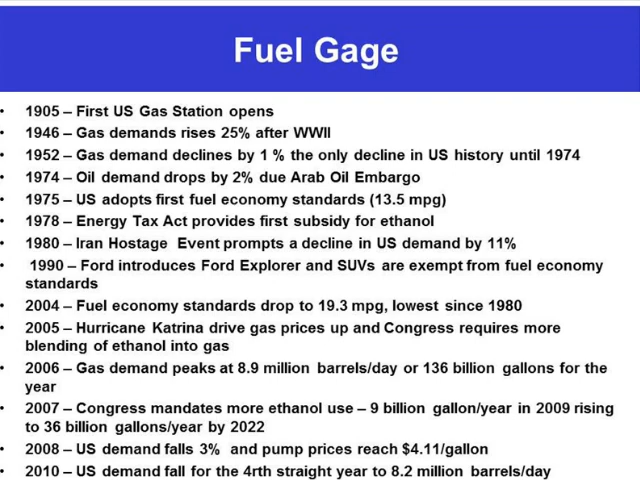 Fuel Gage
• 1905 – First US Gas Station opens
• 1946 – Gas demands rises 25% after WWII
• 1952 – Gas demand declines by 1 % the only decline in US history until 1974
• 1974 – Oil demand drops by 2% due Arab Oil Embargo
• 1975 – US adopts first fuel economy standards (13.5 mpg)
• 1978 – Energy Tax Act provides first subsidy for ethanol
• 1980 – Iran Hostage Event prompts a decline in US demand by 11%
• 1990 – Ford introduces Ford Explorer and SUVs are exempt from fuel economy
standards
• 2004 – Fuel economy standards drop to 19.3 mpg, lowest since 1980
• 2005 – Hurricane Katrina drive gas prices up and Congress requires more
blending of ethanol into gas
• 2006 – Gas demand peaks at 8.9 million barrels/day or 136 billion gallons for the
year
• 2007 – Congress mandates more ethanol use – 9 billion gallon/year in 2009 rising
to 36 billion gallons/year by 2022
• 2008 – US demand falls 3% and pump prices reach $4.11/gallon
• 2010 – US demand fall for the 4rth straight year to 8.2 million barrels/day